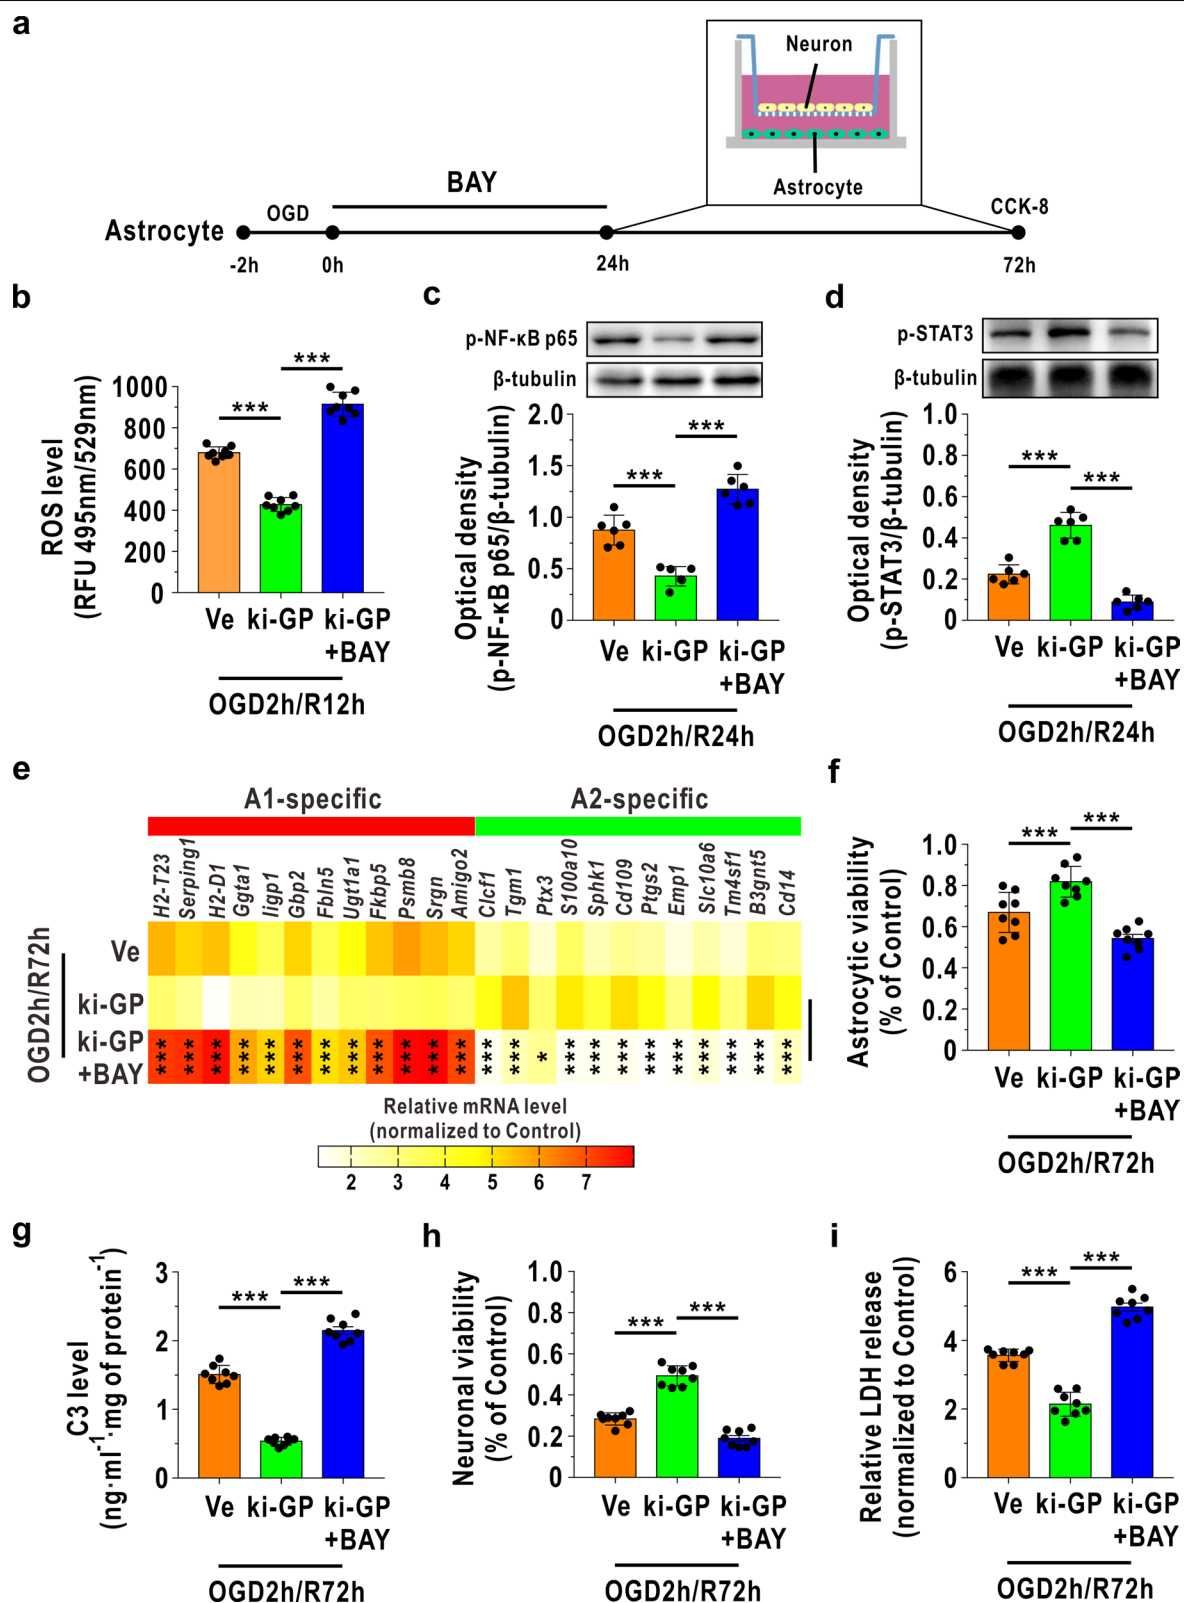 a
Neuron
Astrocyte
BAY
OGD
CCK-8
Astrocyte
-2h
0h
24h
72h
b
ROS level
(RFU 495nm/529nm)
1000
800
600
400
200
0
***
***
Ve
ki-GP
ki-GP
+BAY
OGD2h/R12h
c
p-NF-κB p65
β-tubulin
Optical density
(p-NF-κB p65/β-tubulin)
2.0
1.5
1.0
0.5
0
***
***
Ve
ki-GP
ki-GP
+BAY
OGD2h/R24h
d
p-STAT3
β-tubulin
Optical density
(p-STAT3/β-tubulin)
1.0
0.8
0.6
0.4
0.2
0
***
***
Ve
ki-GP
ki-GP
+BAY
OGD2h/R24h
e
A1-specific
A2-specific
H2-T23
Serping1
H2-D1
Ggta1
Iigp1
Gbp2
Fbln5
Ugt1a1
Fkbp5
Psmb8
Srgn
Amigo2
Clcf1
Tgm1
Ptx3
S100a10
Sphk1
Cd109
Ptgs2
Emp1
Slc10a6
Tm4sf1
B3gnt5
Cd14
OGD2h/R72h
Ve
ki-GP
ki-GP
+BAY
*** *** *** *** *** *** *** *** *** *** *** *** *** *** * *** *** *** *** *** *** *** *** ***
Relative mRNA level
(normalized to Control)
2 3 4 5 6 7
f
Astrocytic viability
(% of Control)
1.0
0.8
0.6
0.4
0.2
0
***
***
Ve
ki-GP
ki-GP
+BAY
OGD2h/R72h
g
C3 level
(ng·ml-1·mg of protein-1)
3
2
1
0
***
***
Ve
ki-GP
ki-GP
+BAY
OGD2h/R72h
h
Neuronal viability
(% of Control)
1.0
0.8
0.6
0.4
0.2
0
***
***
Ve
ki-GP
ki-GP
+BAY
OGD2h/R72h
i
Relative LDH release
(normalized to Control)
6
4
2
0
***
***
Ve
ki-GP
ki-GP
+BAY
OGD2h/R72h